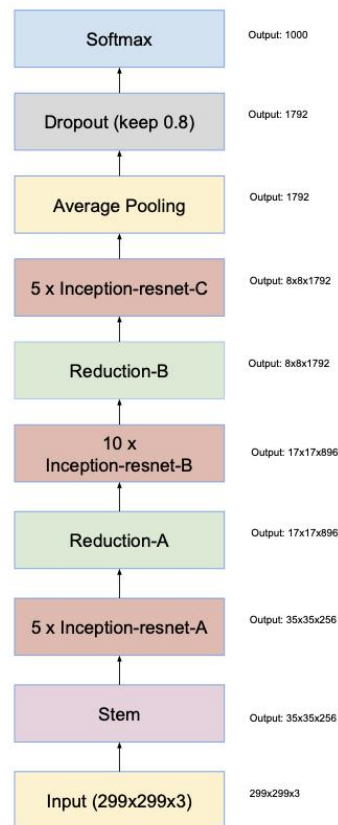 Softmax
Output: 1000
Dropout (keep 0.8)
Output: 1792
Average Pooling
Output: 1792
5 x Inception-resnet-C
Output: 8x8x1792
Reduction-B
Output: 8x8x1792
10 x
Inception-resnet-B
Output: 17x17x896
Reduction-A
Output: 17x17x896
5 x Inception-resnet-A
Output: 35x35x256
Stem
Output: 35x35x256
Input (299x299x3)
299x299x3